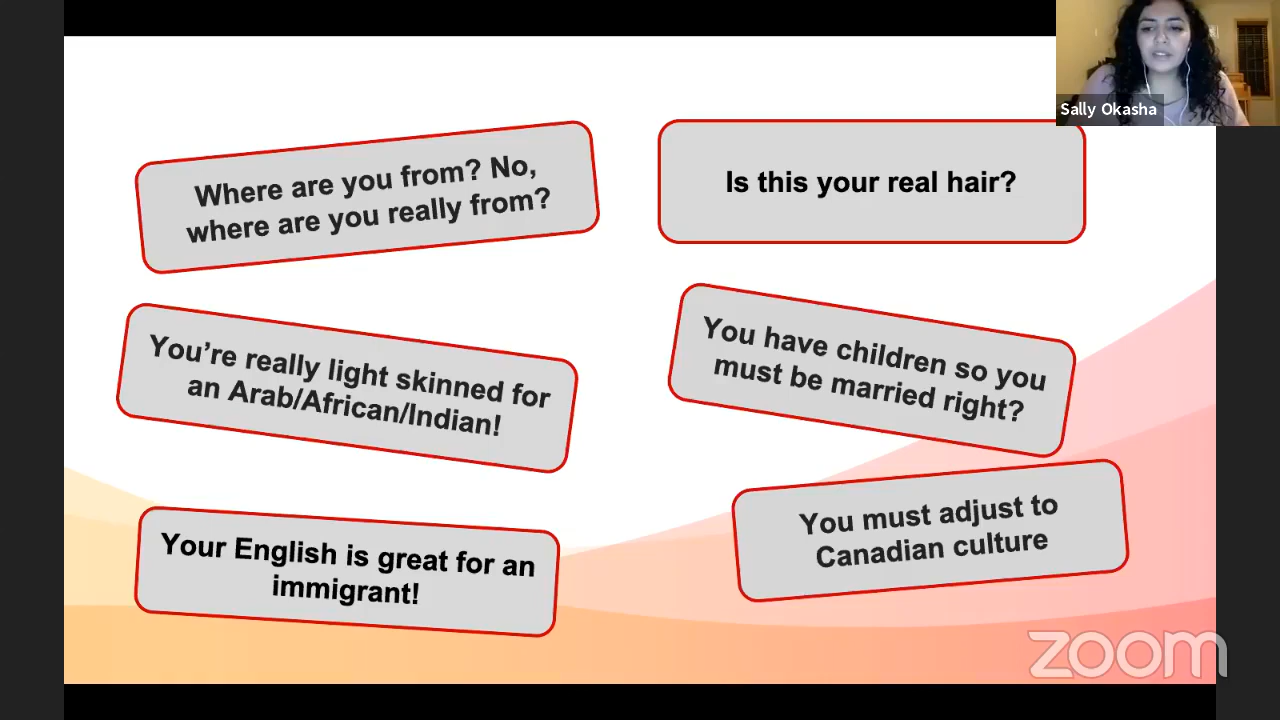 Sally Okasha
Where are you from? No,
where are you really from?
Is this your real hair?
You're really light skinned for
an Arab/African/Indian!
You have children so you
must be married right?
Your English is great for an
immigrant!
You must adjust to
Canadian culture
zoom